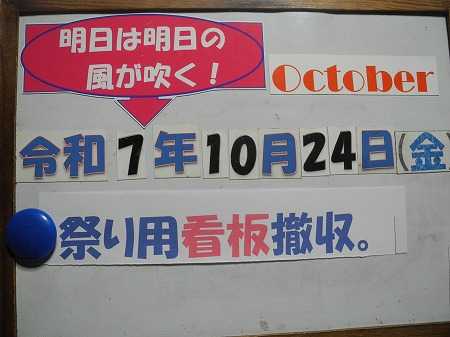 明日は明日の
風が吹く!
October
令和7年10月24日(金)
祭り用看板撤収。